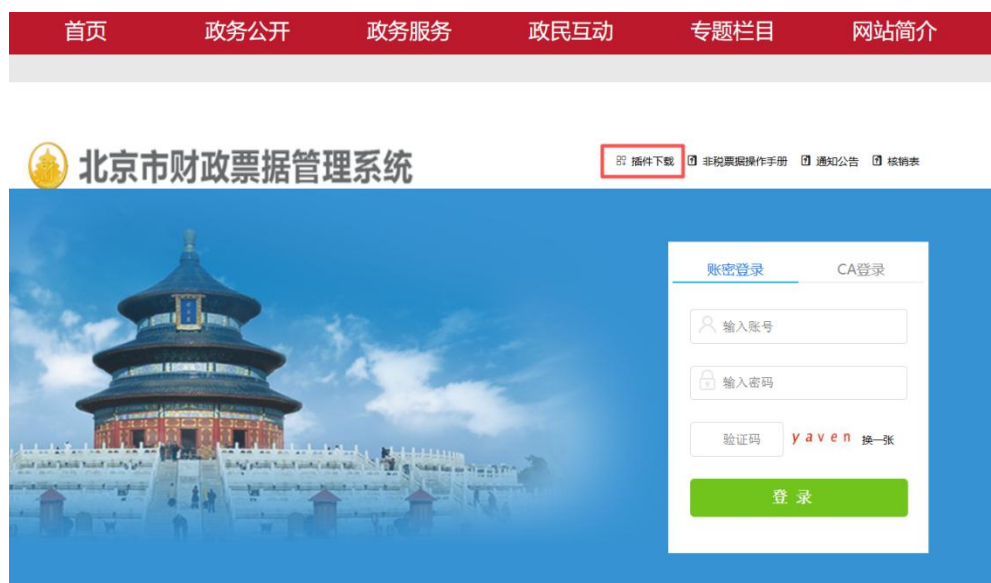 首页 政务公开 政务服务 政民互动 专题栏目 网站简介
北京市财政票据管理系统
插件下载 非税票据操作手册 通知公告 核销表
账密登录 CA登录
输入账号
输入密码
验证码 yaven 换一张
登录